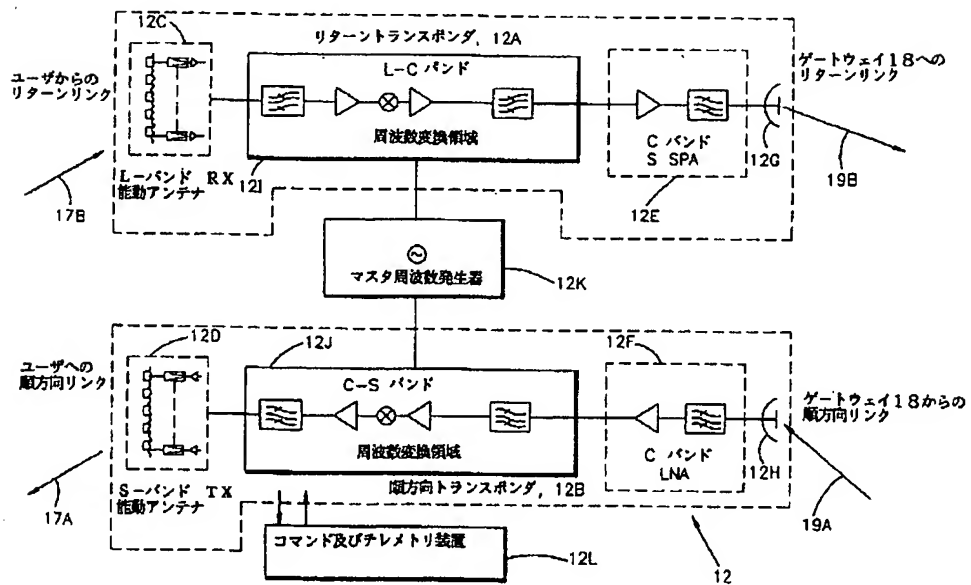 12C
リターントランスポンダ, 12A
ユーザからの
リターンリンク
L-C バンド
周波数変換領域
ゲートウェイ18への
リターンリンク
C バンド
S SPA
12G
17B
L-バンド RX
能動アンテナ
12I
12E
19B
マスタ周波数発生器
12K
12D
12J
12F
ユーザへの
順方向リンク
C-S バンド
周波数変換領域
ゲートウェイ18からの
順方向リンク
C バンド
LNA
12H
17A
S-バンド TX
能動アンテナ
順方向トランスポンダ, 12B
19A
コマンド及びテレメトリ装置
12L
12